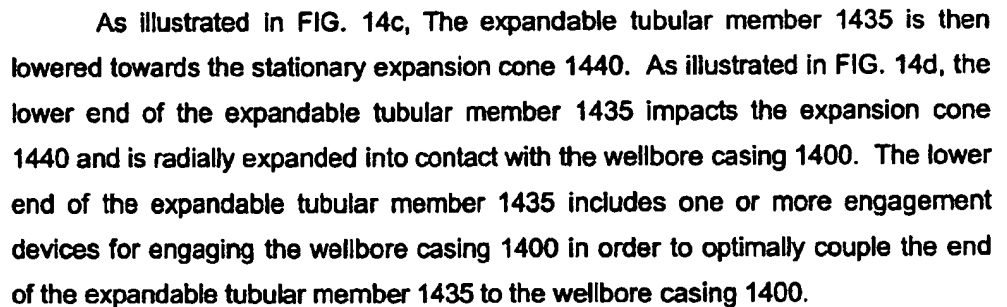 As illustrated in FIG. 14c, The expandable tubular member 1435 is then
lowered towards the stationary expansion cone 1440. As illustrated in FIG. 14d, the
lower end of the expandable tubular member 1435 impacts the expansion cone
1440 and is radially expanded into contact with the wellbore casing 1400. The lower
end of the expandable tubular member 1435 includes one or more engagement
devices for engaging the wellbore casing 1400 in order to optimally couple the end
of the expandable tubular member 1435 to the wellbore casing 1400.